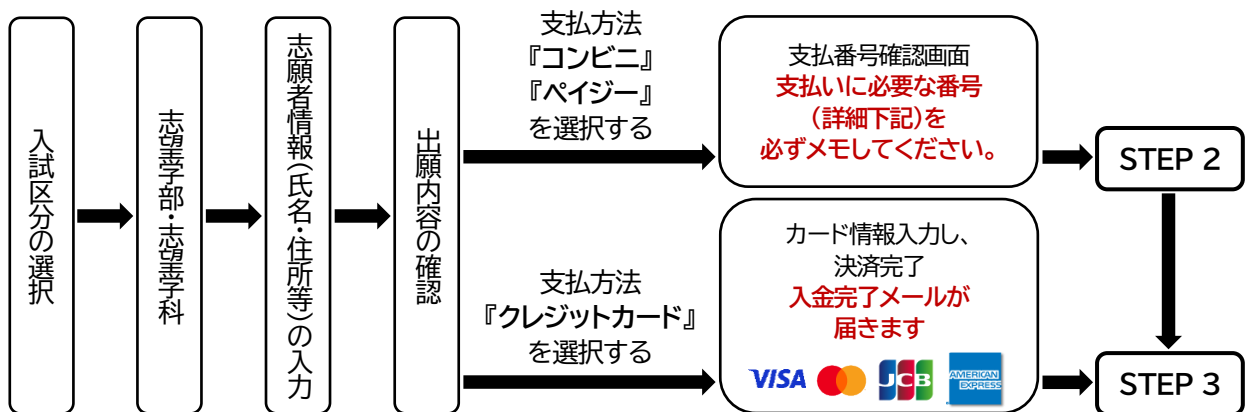 入試区分の選択
志望学部・志望学科
志願者情報（氏名・住所等）の入力
出願内容の確認
支払方法
『コンビニ』
『ペイジー』
を選択する
支払番号確認画面
支払いに必要な番号
（詳細下記）を
必ずメモしてください。
STEP 2
支払方法
『クレジットカード』
を選択する
カード情報入力し、
決済完了
入金完了メールが
届きます
VISA
JCB
AMERICAN
EXPRESS
STEP 3